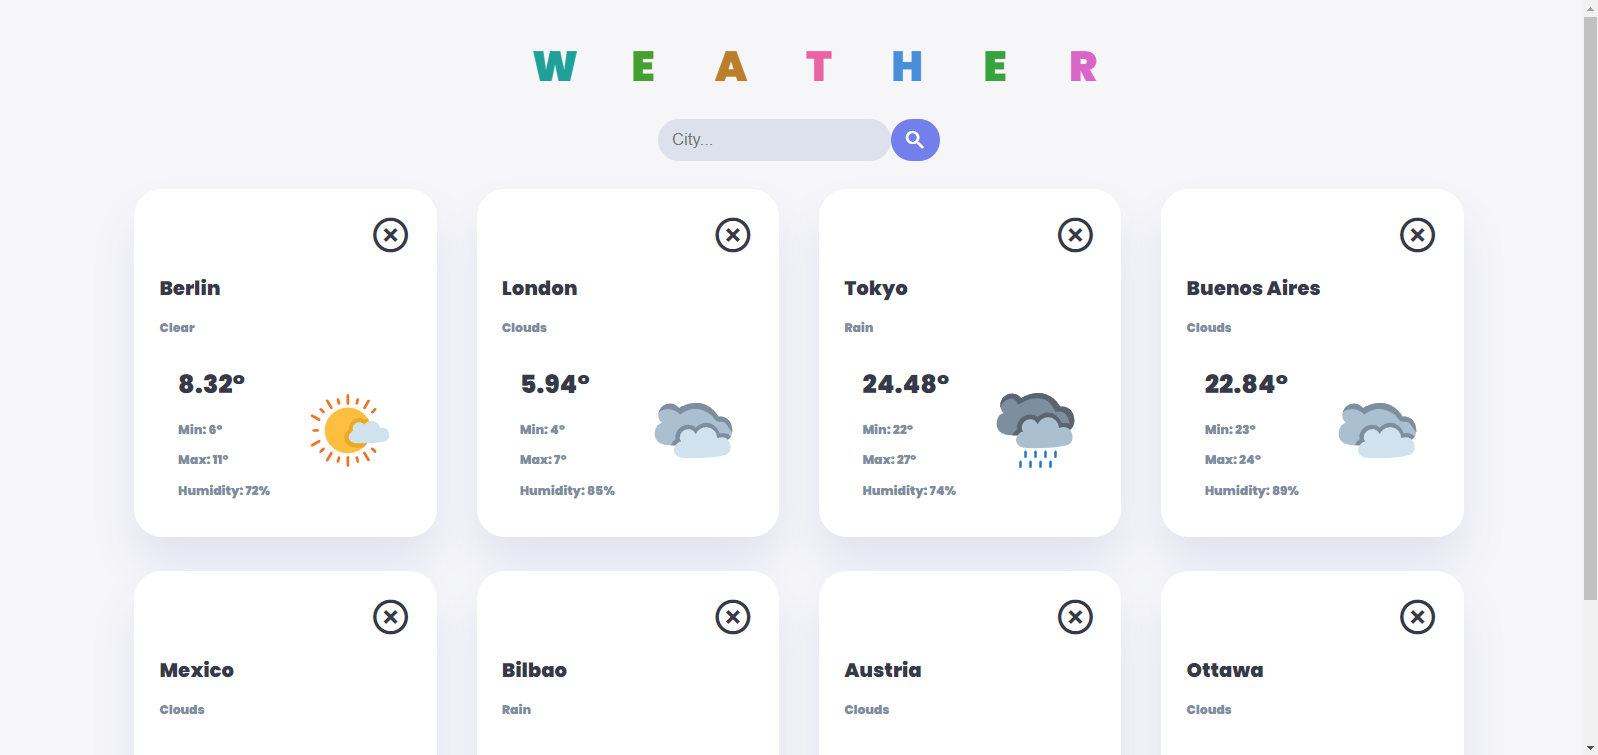 W E A T H E R
City...
Berlin
Clear
8.32°
Min: 6°
Max: 11°
Humidity: 72%
London
Clouds
5.94°
Min: 4°
Max: 7°
Humidity: 85%
Tokyo
Rain
24.48°
Min: 22°
Max: 27°
Humidity: 74%
Buenos Aires
Clouds
22.84°
Min: 23°
Max: 24°
Humidity: 89%
Mexico
Clouds
Bilbao
Rain
Austria
Clouds
Ottawa
Clouds